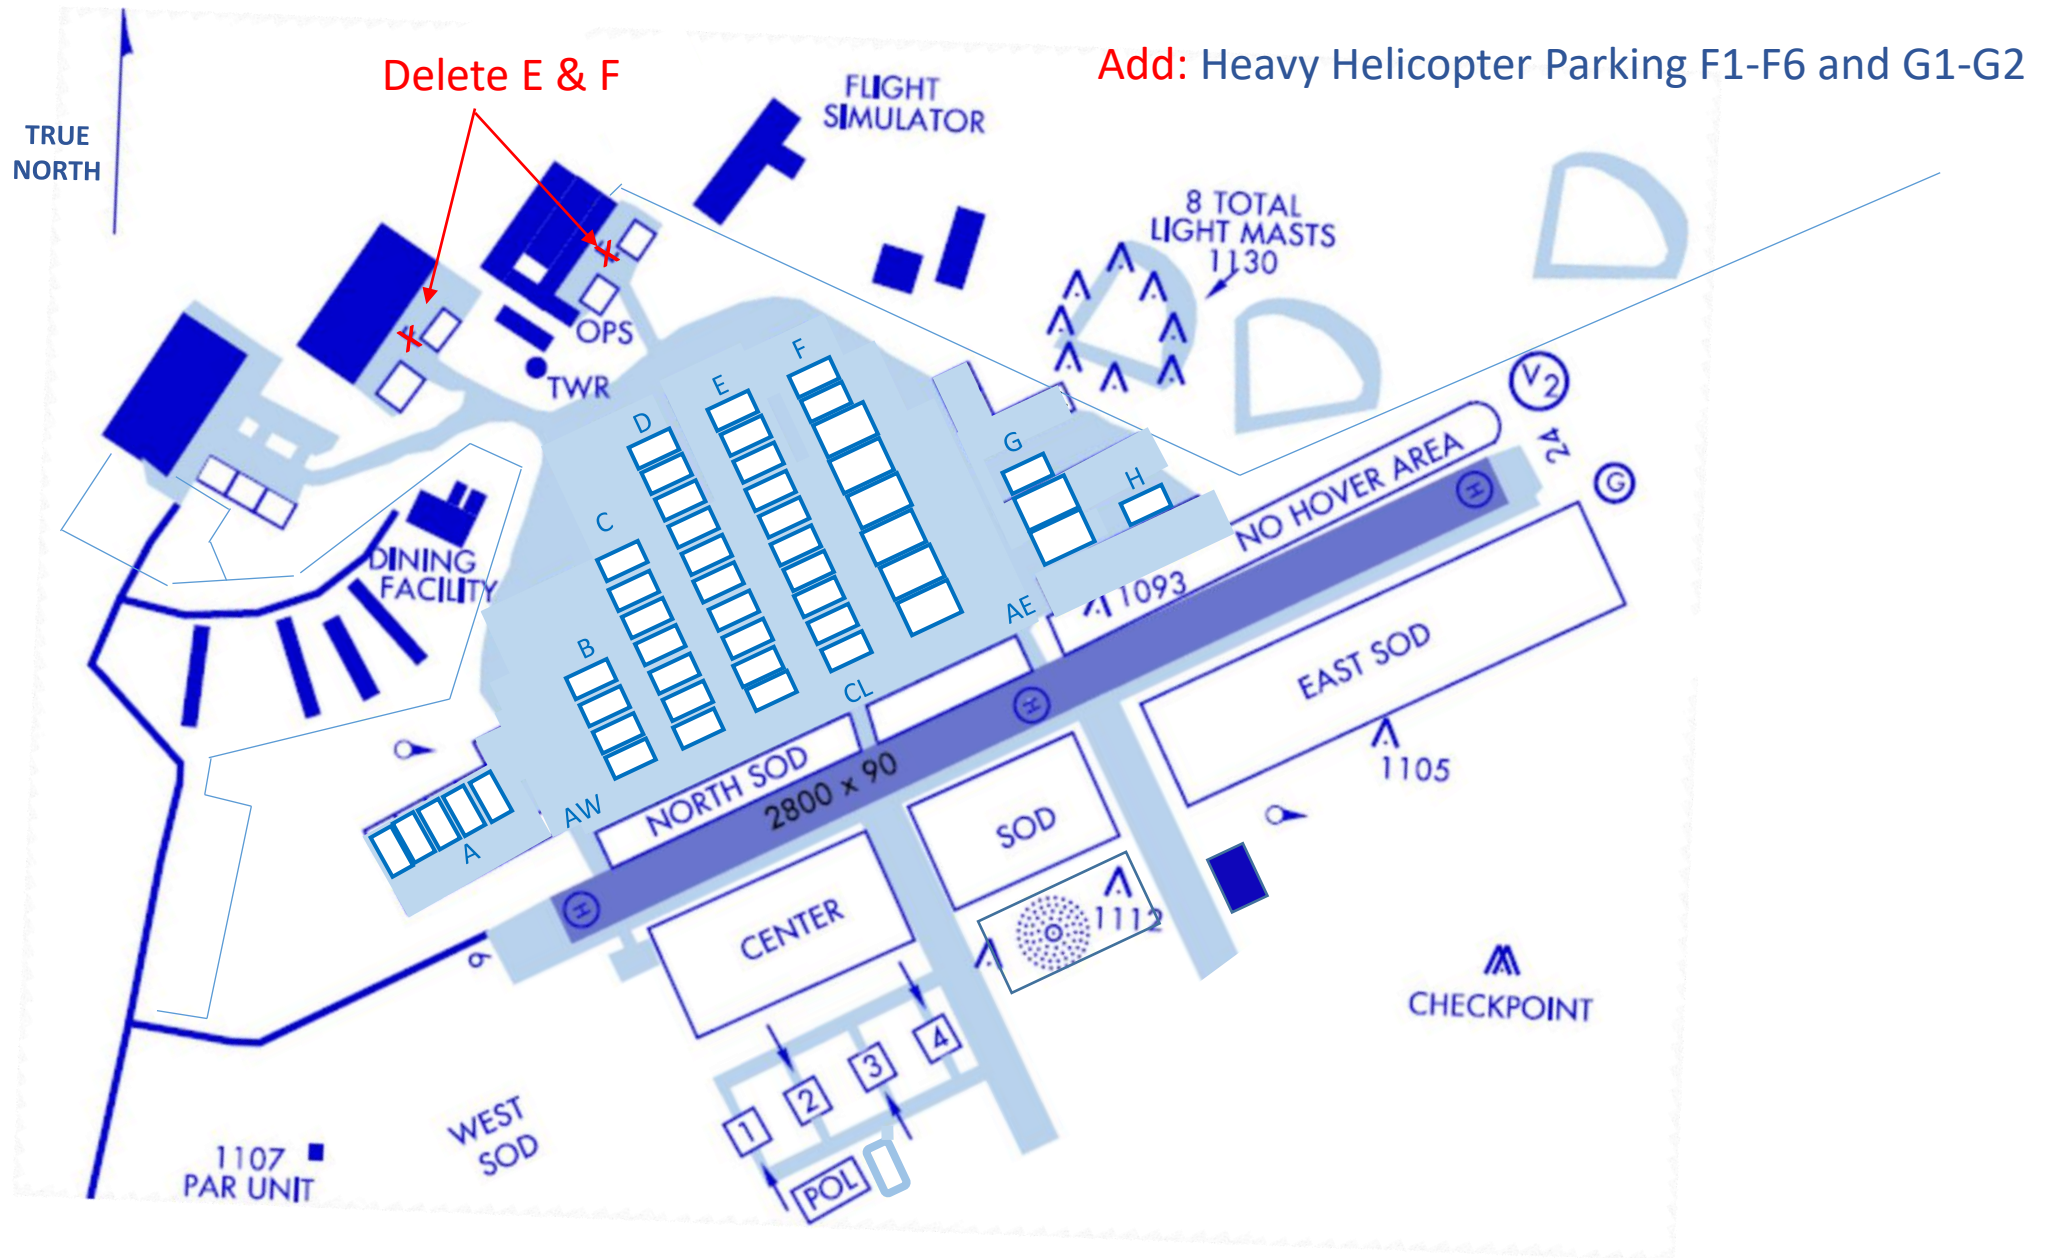 Delete E & F
Add: Heavy Helicopter Parking F1-F6 and G1-G2
TRUE
NORTH
FLIGHT
SIMULATOR
8 TOTAL
LIGHT MASTS
1130
X
X
OPS
TWR
DINING
FACILITY
A
B
C
D
E
F
G
H
V2
24
G
NO HOVER AREA
H
1093
AE
CL
AW
NORTH SOD
2800 x 90
H
H
EAST SOD
1105
SOD
1112
CENTER
6
CHECKPOINT
1
2
3
4
POL
WEST
SOD
1107
PAR UNIT